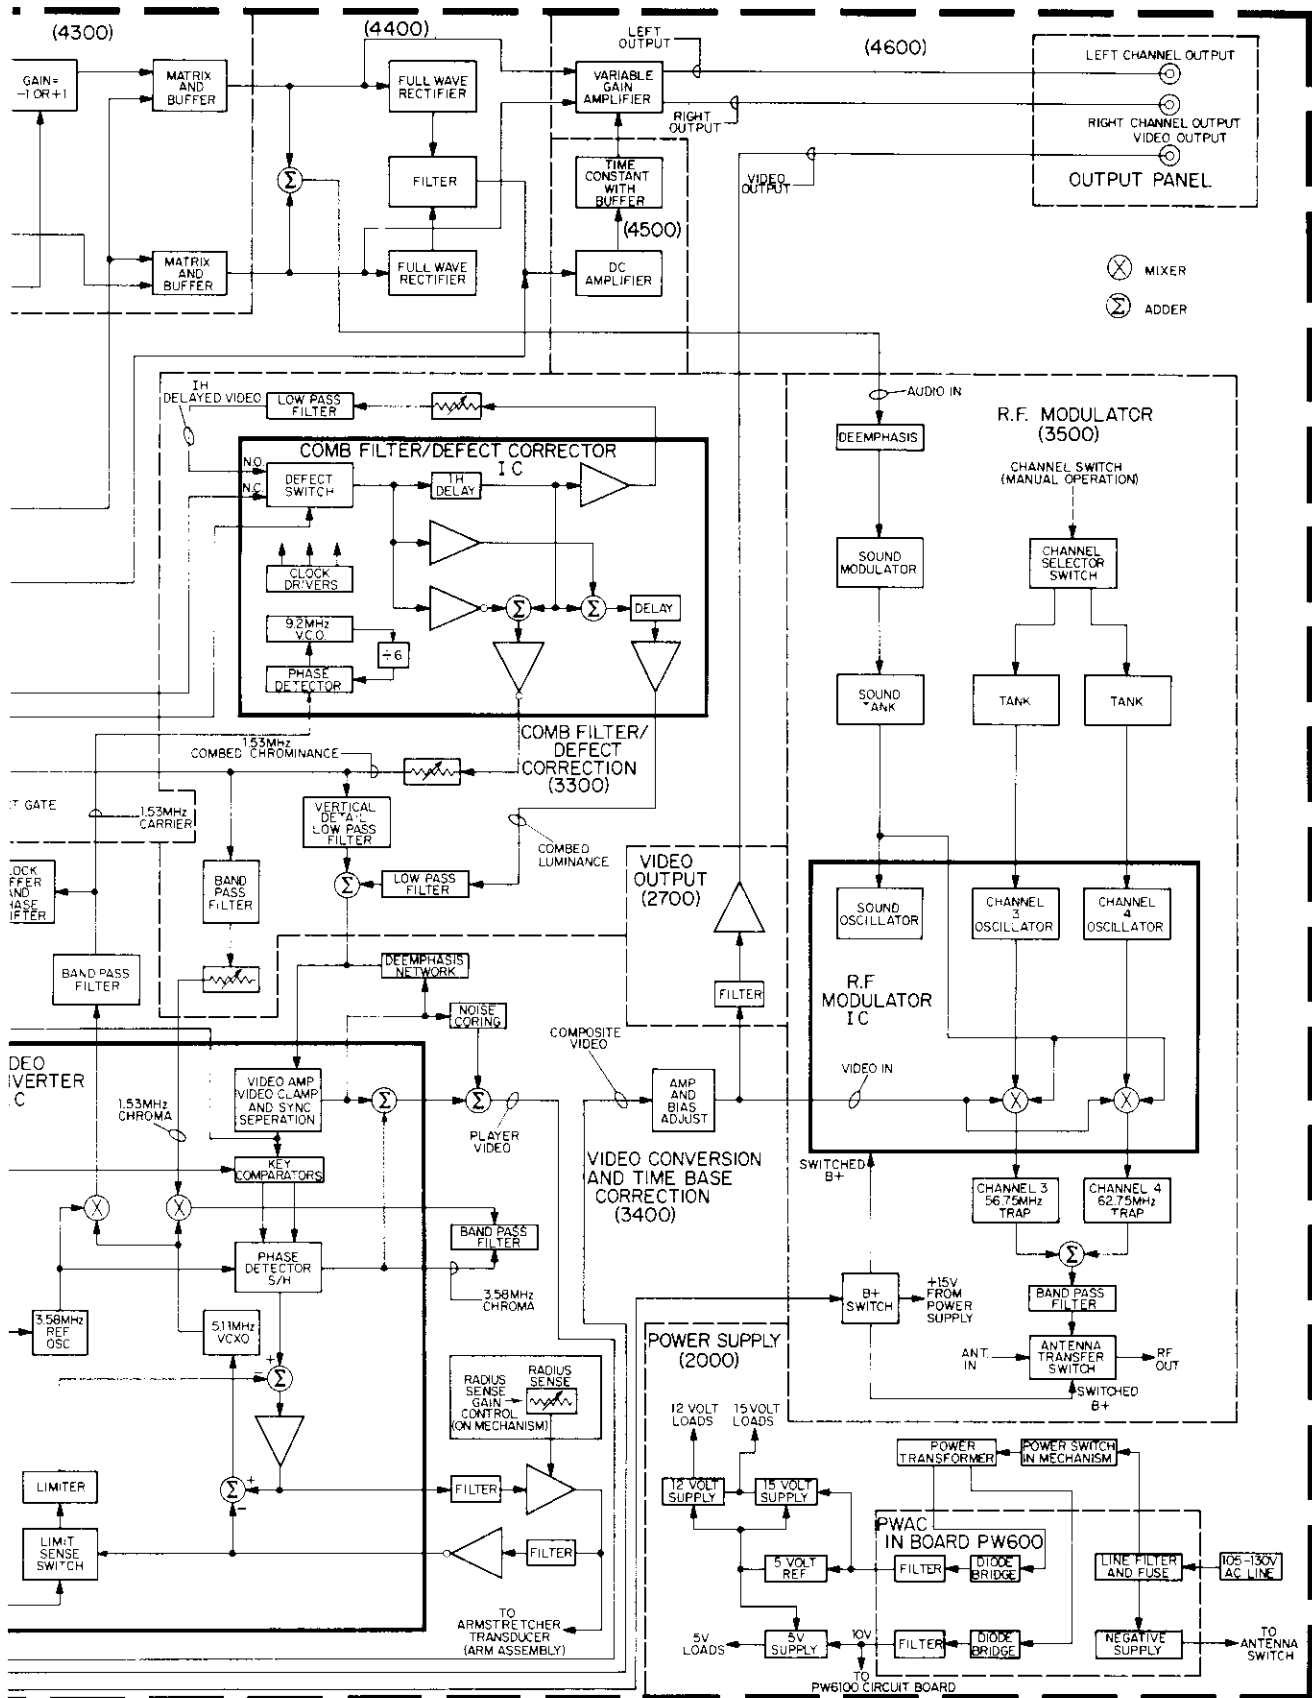 (4300)
(4400)
(4600)
LEFT
OUTPUT
LEFT CHANNEL OUTPUT
GAIN=
-1 OR +1
MATRIX
AND
BUFFER
FULL WAVE
RECTIFIER
VARIABLE
GAIN
AMPLIFIER
RIGHT
OUTPUT
RIGHT CHANNEL OUTPUT
VIDEO OUTPUT
OUTPUT PANEL
Σ
FILTER
TIME
CONSTANT
WITH
BUFFER
VIDEO
OUTPUT
(4500)
MATRIX
AND
BUFFER
FULL WAVE
RECTIFIER
DC
AMPLIFIER
MIXER
Σ ADDER
1H
DELAYED VIDEO
LOW PASS
FILTER
AUDIO IN
R.F. MODULATOR
(3500)
COMB FILTER/DEFECT CORRECTOR
I C
DEEMPHASIS
N.O.
N.C.
DEFECT
SWITCH
1H
DELAY
CHANNEL SWITCH
(MANUAL OPERATION)
CLOCK
DRIVERS
SOUND
MODULATOR
CHANNEL
SELECTOR
SWITCH
Σ
Σ
DELAY
9.2MHz
V.C.O.
÷6
PHASE
DETECTOR
SOUND
TANK
TANK
TANK
COMB FILTER/
DEFECT
CORRECTION
(3300)
1.53MHz
COMBED CHROMINANCE
T GATE
1.53MHz
CARRIER
VERTICAL
DETAIL
LOW PASS
FILTER
COMBED
LUMINANCE
VIDEO
OUTPUT
(2700)
LOCK
FFER
AND
HASE
IFTER
BAND
PASS
FILTER
Σ
LOW PASS
FILTER
SOUND
OSCILLATOR
CHANNEL
3
OSCILLATOR
CHANNEL
4
OSCILLATOR
BAND PASS
FILTER
DEEMPHASIS
NETWORK
FILTER
R.F
MODULATOR
I C
NOISE
CORING
COMPOSITE
VIDEO
DEO
VERTER
C
VIDEO AMP
VIDEO CLAMP
AND SYNC
SEPERATION
AMP
AND
BIAS
ADJUST
VIDEO IN
1.53MHz
CHROMA
Σ
Σ
PLAYER
VIDEO
KEY
COMPARATORS
VIDEO CONVERSION
AND TIME BASE
CORRECTION
(3400)
SWITCHED
B+
CHANNEL 3
56.75MHz
TRAP
CHANNEL 4
62.75MHz
TRAP
BAND PASS
FILTER
PHASE
DETECTOR
S/H
Σ
3.58MHz
CHROMA
B+
SWITCH
+15V
FROM
POWER
SUPPLY
BAND PASS
FILTER
3.58MHz
REF
OSC
5.11MHz
VCXO
POWER SUPPLY
(2000)
ANT.
IN
ANTENNA
TRANSFER
SWITCH
RF
OUT
+
-
Σ
RADIUS
SENSE
GAIN
CONTROL
(ON MECHANISM)
RADIUS
SENSE
SWITCHED
B+
12 VOLT
LOADS
15 VOLT
LOADS
POWER
TRANSFORMER
POWER SWITCH
IN MECHANISM
LIMITER
+
Σ
-
FILTER
12 VOLT
SUPPLY
15 VOLT
SUPPLY
PWAC
IN BOARD PW600
LIMIT
SENSE
SWITCH
FILTER
5 VOLT
REF
FILTER
DIODE
BRIDGE
LINE FILTER
AND FUSE
105-130V
AC LINE
TO
ARMSTRETCHER
TRANSDUCER
(ARM ASSEMBLY)
5V
LOADS
5V
SUPPLY
10V
FILTER
DIODE
BRIDGE
NEGATIVE
SUPPLY
TO
ANTENNA
SWITCH
TO
PW6100 CIRCUIT BOARD